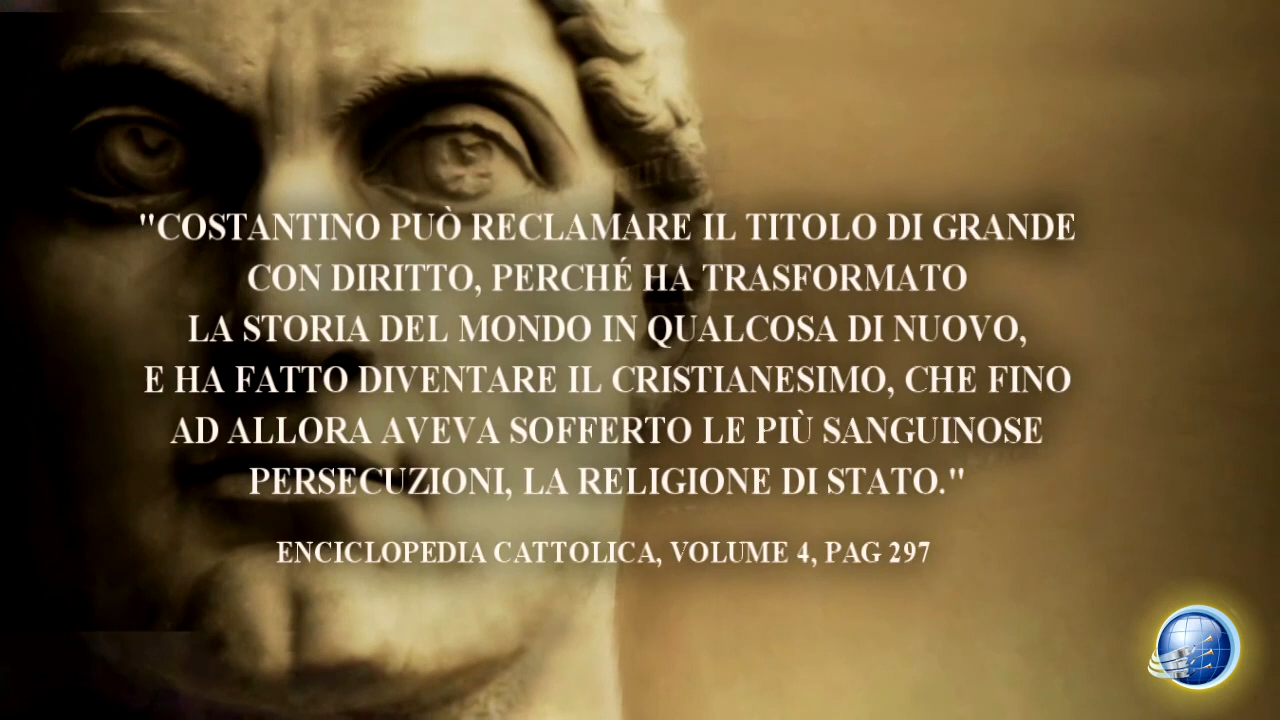 "COSTANTINO PUÒ RECLAMARE IL TITOLO DI GRANDE
CON DIRITTO, PERCHÉ HA TRASFORMATO
LA STORIA DEL MONDO IN QUALCOSA DI NUOVO,
E HA FATTO DIVENTARE IL CRISTIANESIMO, CHE FINO
AD ALLORA AVEVA SOFFERTO LE PIÙ SANGUINOSE
PERSECUZIONI, LA RELIGIONE DI STATO."
ENCICLOPEDIA CATTOLICA, VOLUME 4, PAG 297